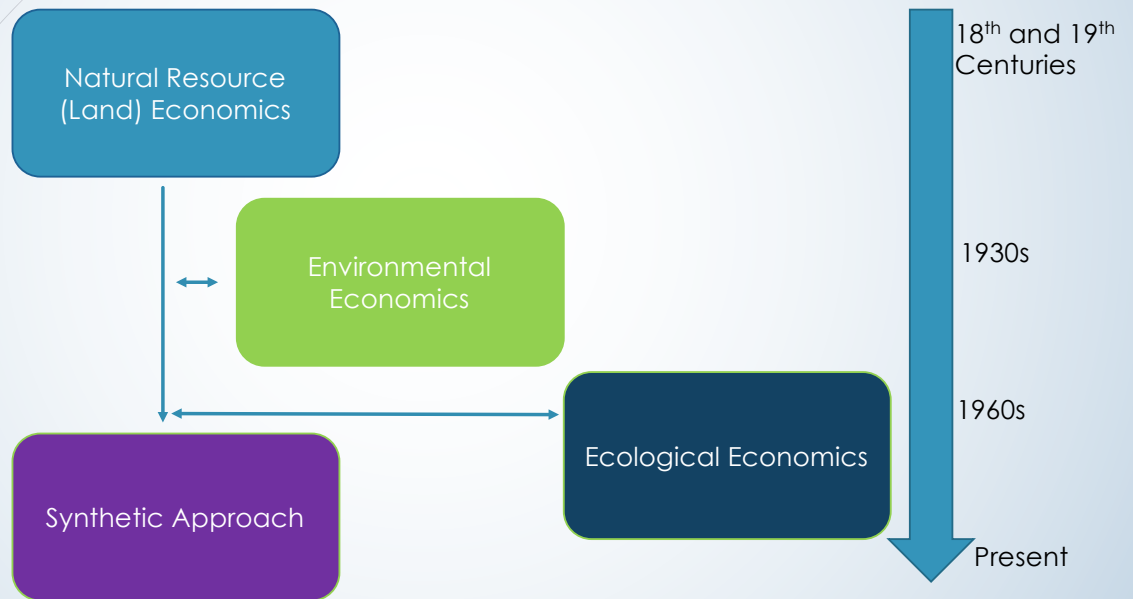 Natural Resource
(Land) Economics
18th and 19th
Centuries
Environmental
Economics
1930s
1960s
Ecological Economics
Synthetic Approach
Present